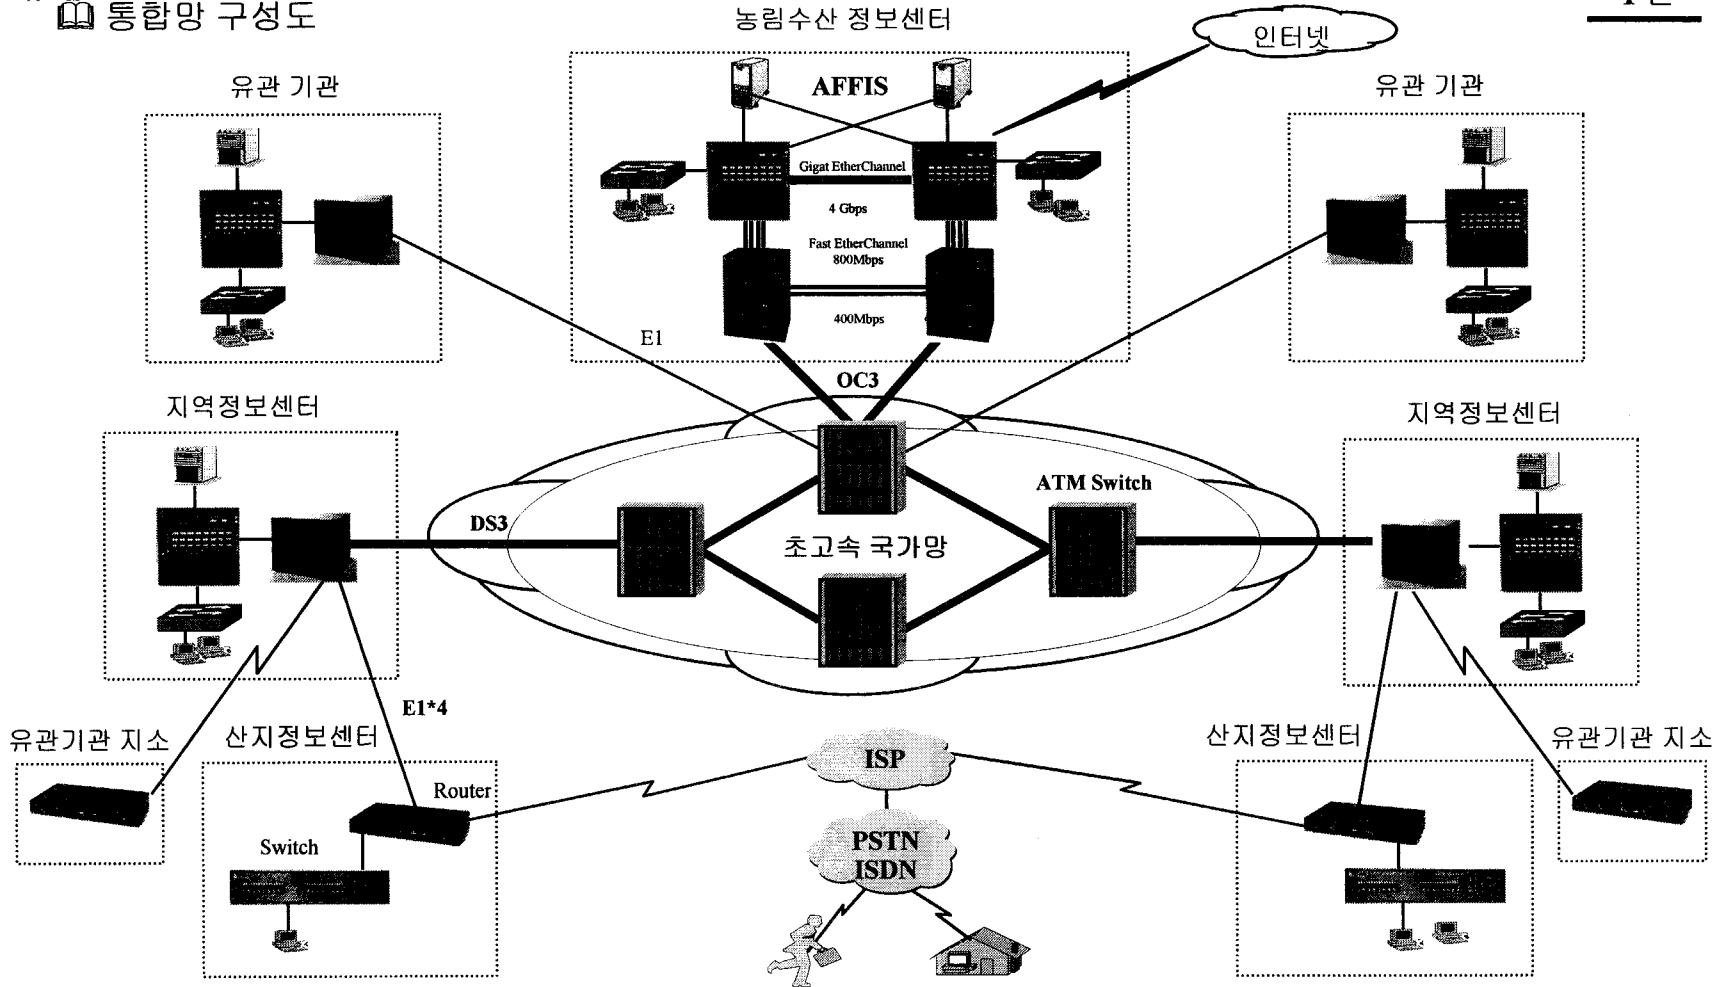 통합망 구성도
농림수산 정보센터
인터넷
유관 기관
AFFIS
유관 기관
Gigat EtherChannel
4 Gbps
Fast EtherChannel
800Mbps
400Mbps
E1
OC3
지역정보센터
지역정보센터
ATM Switch
DS3
초고속 국가망
E1*4
유관기관 지소
산지정보센터
산지정보센터
유관기관 지소
ISP
Router
PSTN
ISDN
Switch